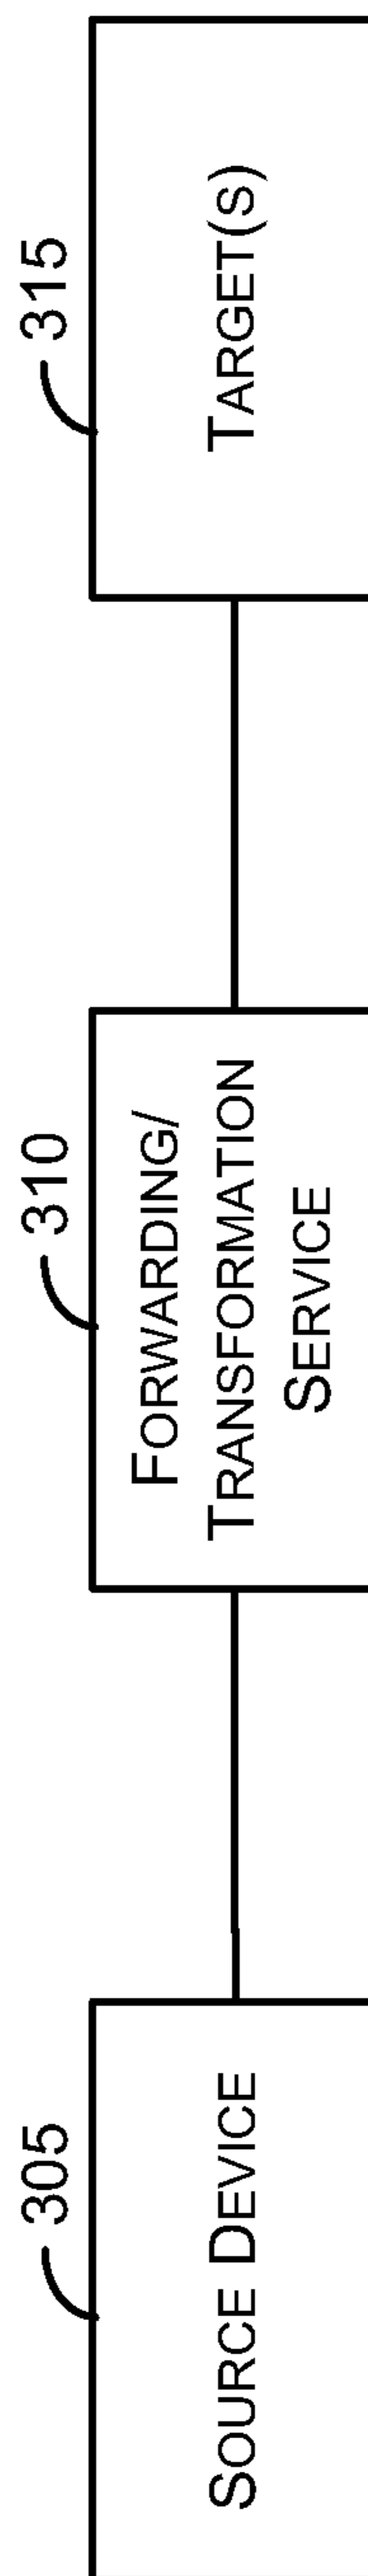 305
SOURCE DEVICE
310
FORWARDING/
TRANSFORMATION
SERVICE
315
TARGET(S)